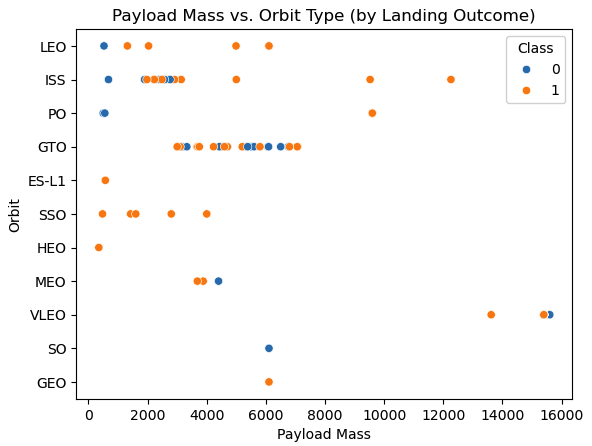 Payload Mass vs. Orbit Type (by Landing Outcome)
Class
0
1
Orbit
LEO
ISS
PO
GTO
ES-L1
SSO
HEO
MEO
VLEO
SO
GEO
0 2000 4000 6000 8000 10000 12000 14000 16000
Payload Mass